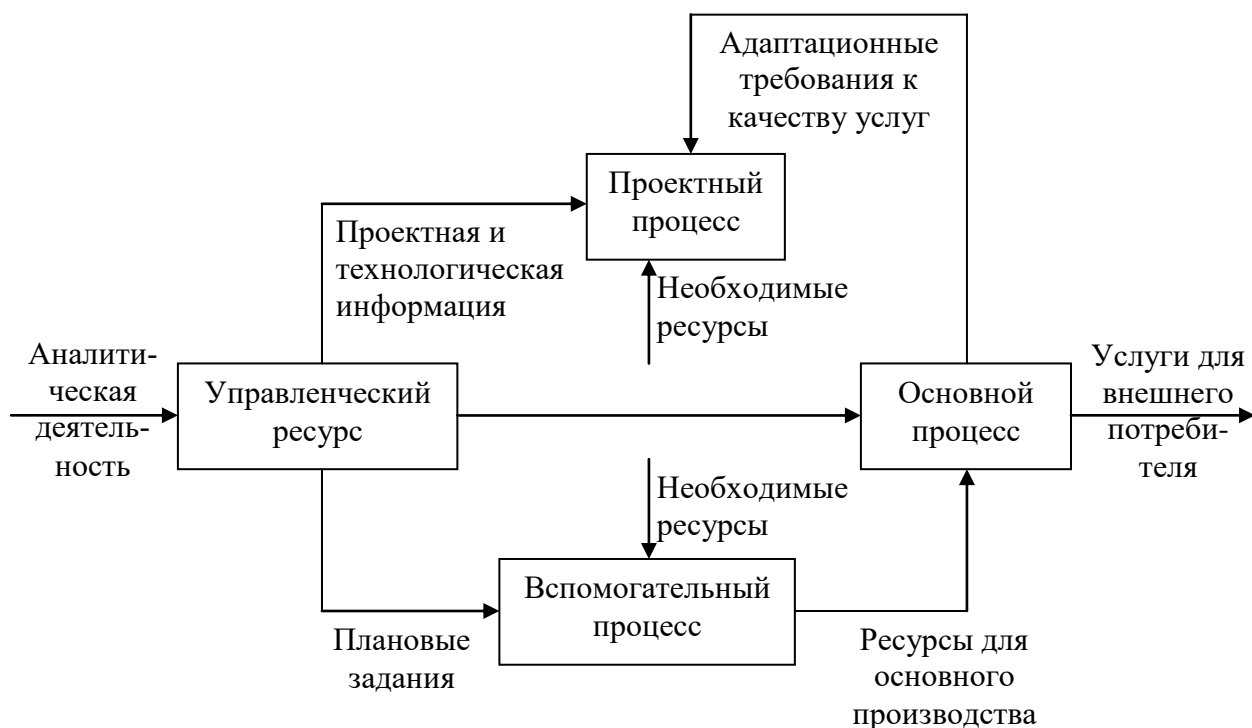 Адаптационные
требования к
качеству услуг
Проектный
процесс
Проектная и
технологическая
информация
Необходимые
ресурсы
Аналити-
ческая
деятель-
ность
Управленческий
ресурс
Основной
процесс
Услуги для
внешнего
потреби-
теля
Необходимые
ресурсы
Вспомогательный
процесс
Плановые
задания
Ресурсы для
основного
производства